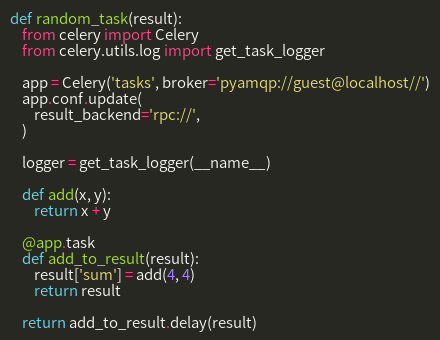 def random_task(result):
    from celery import Celery
    from celery.utils.log import get_task_logger

    app = Celery('tasks', broker='pyamqp://guest@localhost//')
    app.conf.update(
        result_backend='rpc://',
    )

    logger = get_task_logger(__name__)

    def add(x, y):
        return x + y

    @app.task
    def add_to_result(result):
        result['sum'] = add(4, 4)
        return result

    return add_to_result.delay(result)